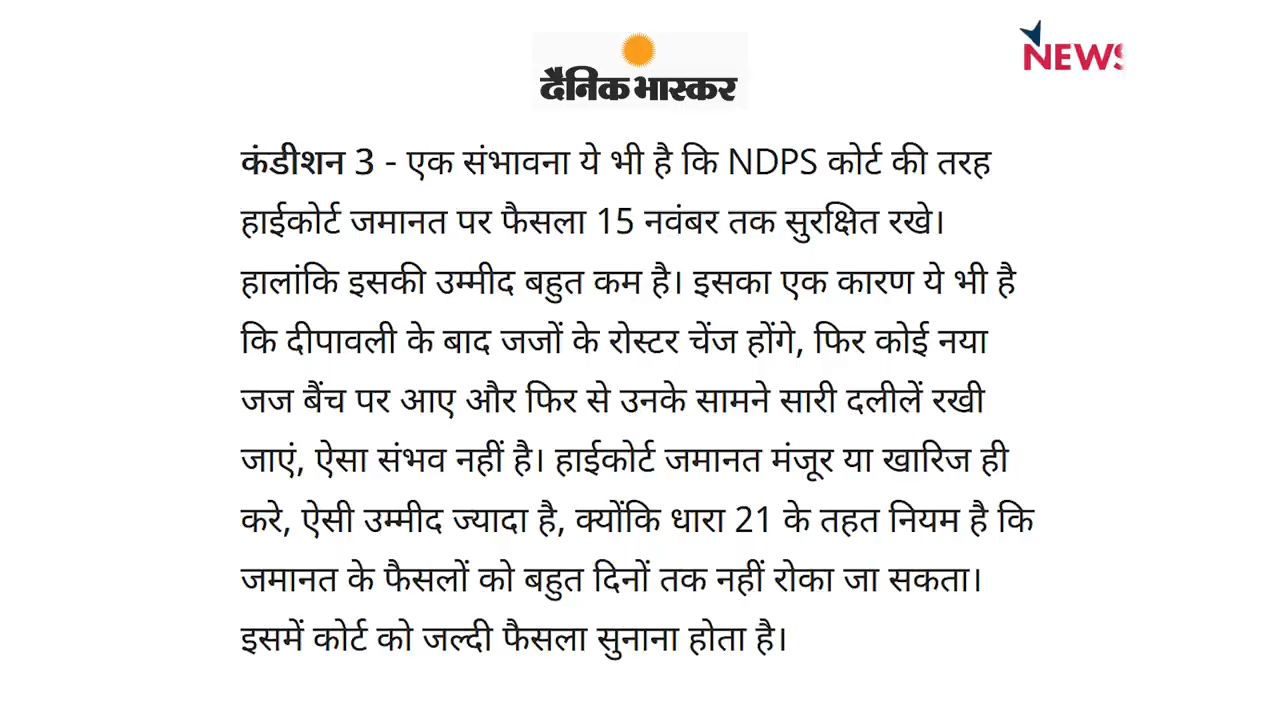 दैनिक भास्कर
NEWS
कंडीशन 3 - एक संभावना ये भी है कि NDPS कोर्ट की तरह
हाईकोर्ट जमानत पर फैसला 15 नवंबर तक सुरक्षित रखे।
हालांकि इसकी उम्मीद बहुत कम है। इसका एक कारण ये भी है
कि दीपावली के बाद जजों के रोस्टर चेंज होंगे, फिर कोई नया
जज बैंच पर आए और फिर से उनके सामने सारी दलीलें रखी
जाएं, ऐसा संभव नहीं है। हाईकोर्ट जमानत मंजूर या खारिज ही
करे, ऐसी उम्मीद ज्यादा है, क्योंकि धारा 21 के तहत नियम है कि
जमानत के फैसलों को बहुत दिनों तक नहीं रोका जा सकता।
इसमें कोर्ट को जल्दी फैसला सुनाना होता है।